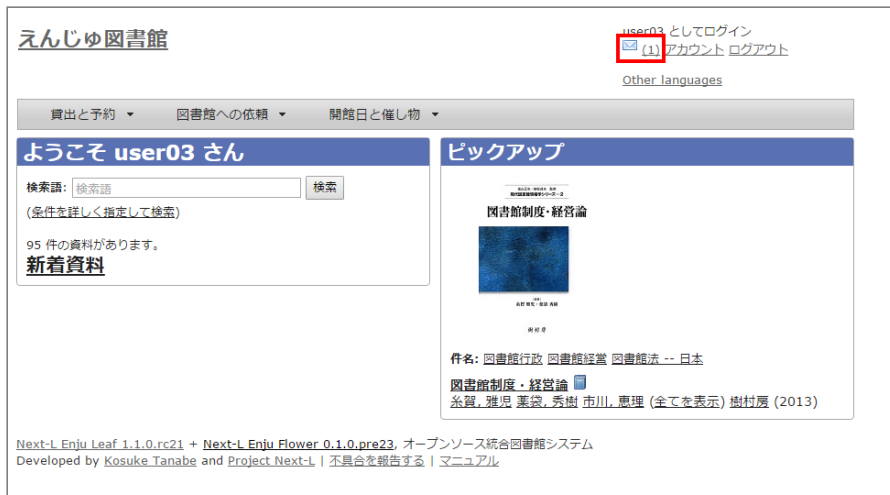 えんじゅ図書館
user03 としてログイン
(1) アカウント ログアウト
Other languages
貸出と予約 ▼ 図書館への依頼 ▼ 開館日と催し物 ▼
ようこそ user03 さん
検索語: 検索語 検索
(条件を詳しく指定して検索)
95 件の資料があります。
新着資料
ピックアップ
図書館制度・経営論
樹村房
件名: 図書館行政 図書館経営 図書館法 -- 日本
図書館制度・経営論
糸賀, 雅児 薬袋, 秀樹 市川, 恵理 (全てを表示) 樹村房 (2013)
Next-L Enju Leaf 1.1.0.rc21 + Next-L Enju Flower 0.1.0.pre23, オープンソース統合図書館システム
Developed by Kosuke Tanabe and Project Next-L | 不具合を報告する | マニュアル